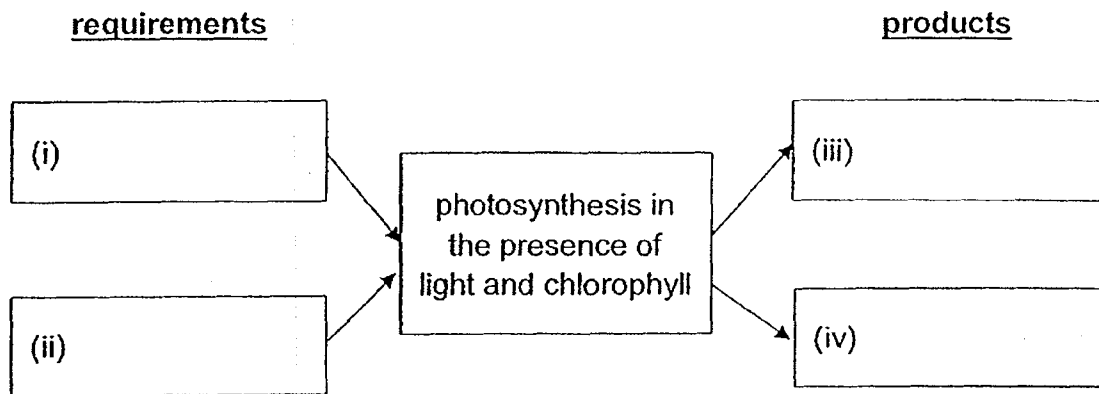 requirements
products
(i)
(iii)
photosynthesis in
the presence of
light and chlorophyll
(ii)
(iv)